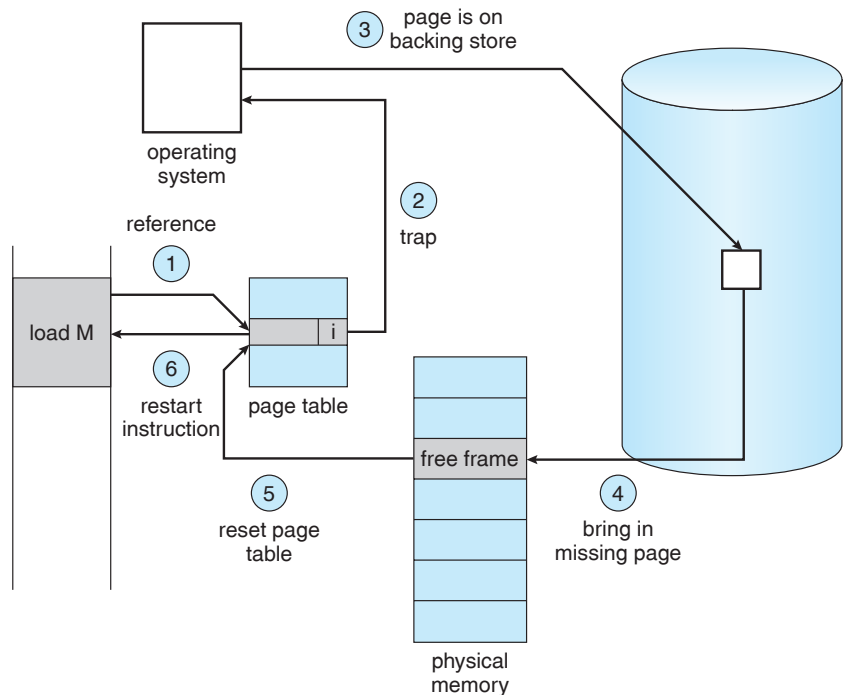 3
page is on
backing store
operating
system
2
trap
reference
1
load M
i
6
restart
instruction
page table
free frame
5
reset page
table
4
bring in
missing page
physical
memory